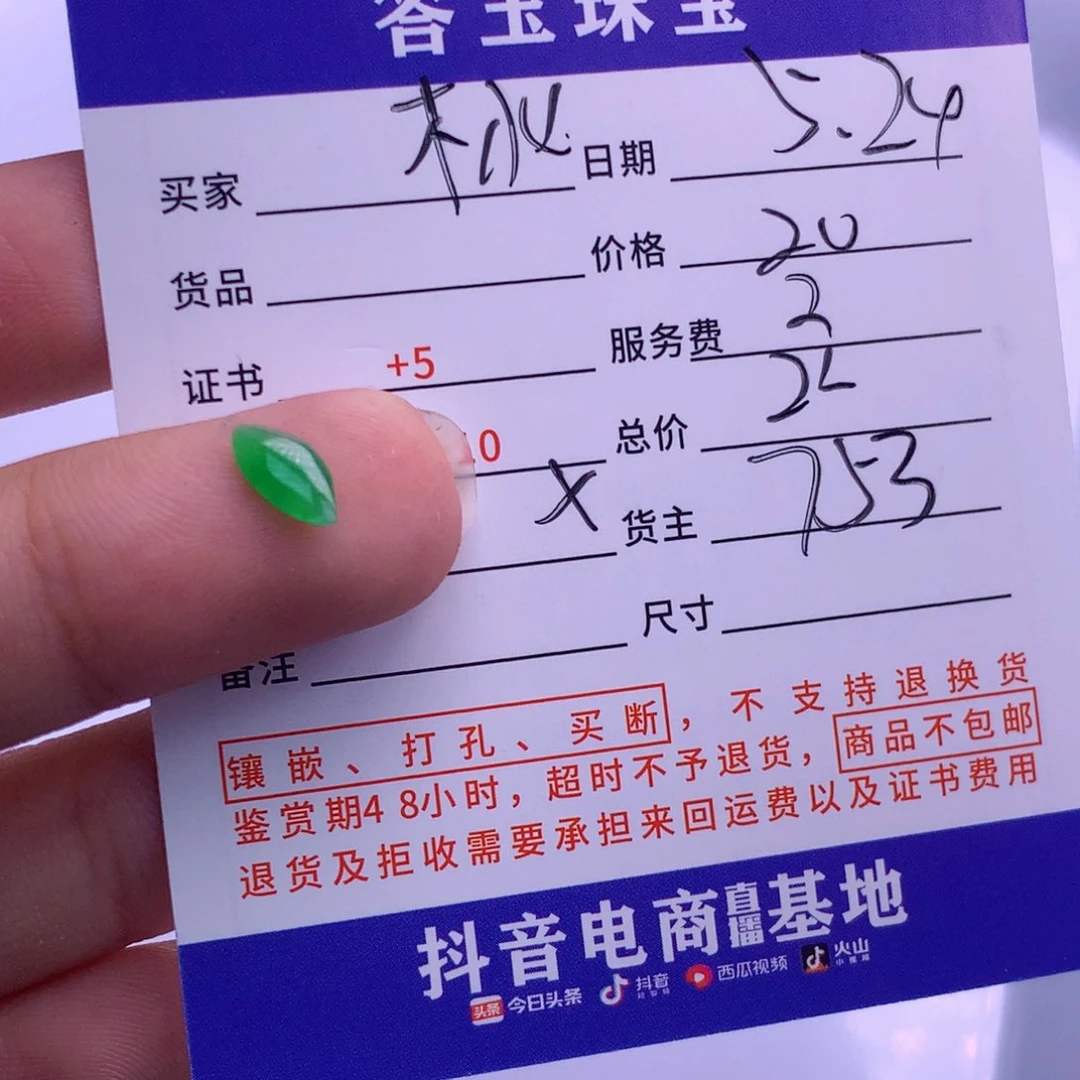 答玉珠宝
买家 日期 5.24
货品 价格 20
证书 +5 服务费 2
0 总价 22
X 货主 753
备注 尺寸
镶嵌、打孔、买断，不支持退换货
鉴赏期48小时，超时不予退货，商品不包邮
退货及拒收需要承担来回运费以及证书费用
抖音电商直播基地
头条 今日头条 抖音 西瓜视频 火山小视频